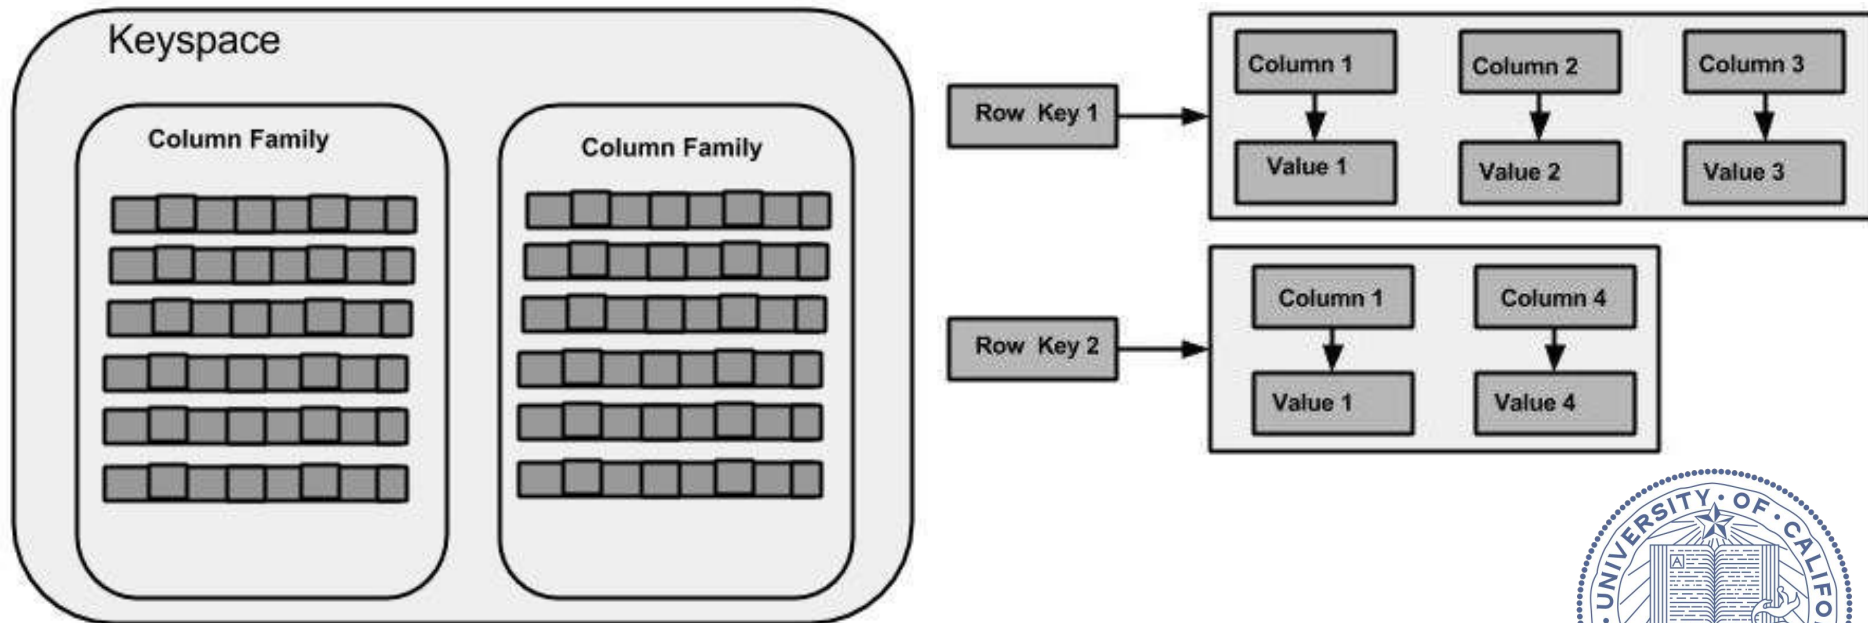 Keyspace
Column Family
Column Family
Row Key 1
Column 1
Column 2
Column 3
Value 1
Value 2
Value 3
Row Key 2
Column 1
Column 4
Value 1
Value 4
UNIVERSITY · OF · CALIFO
A